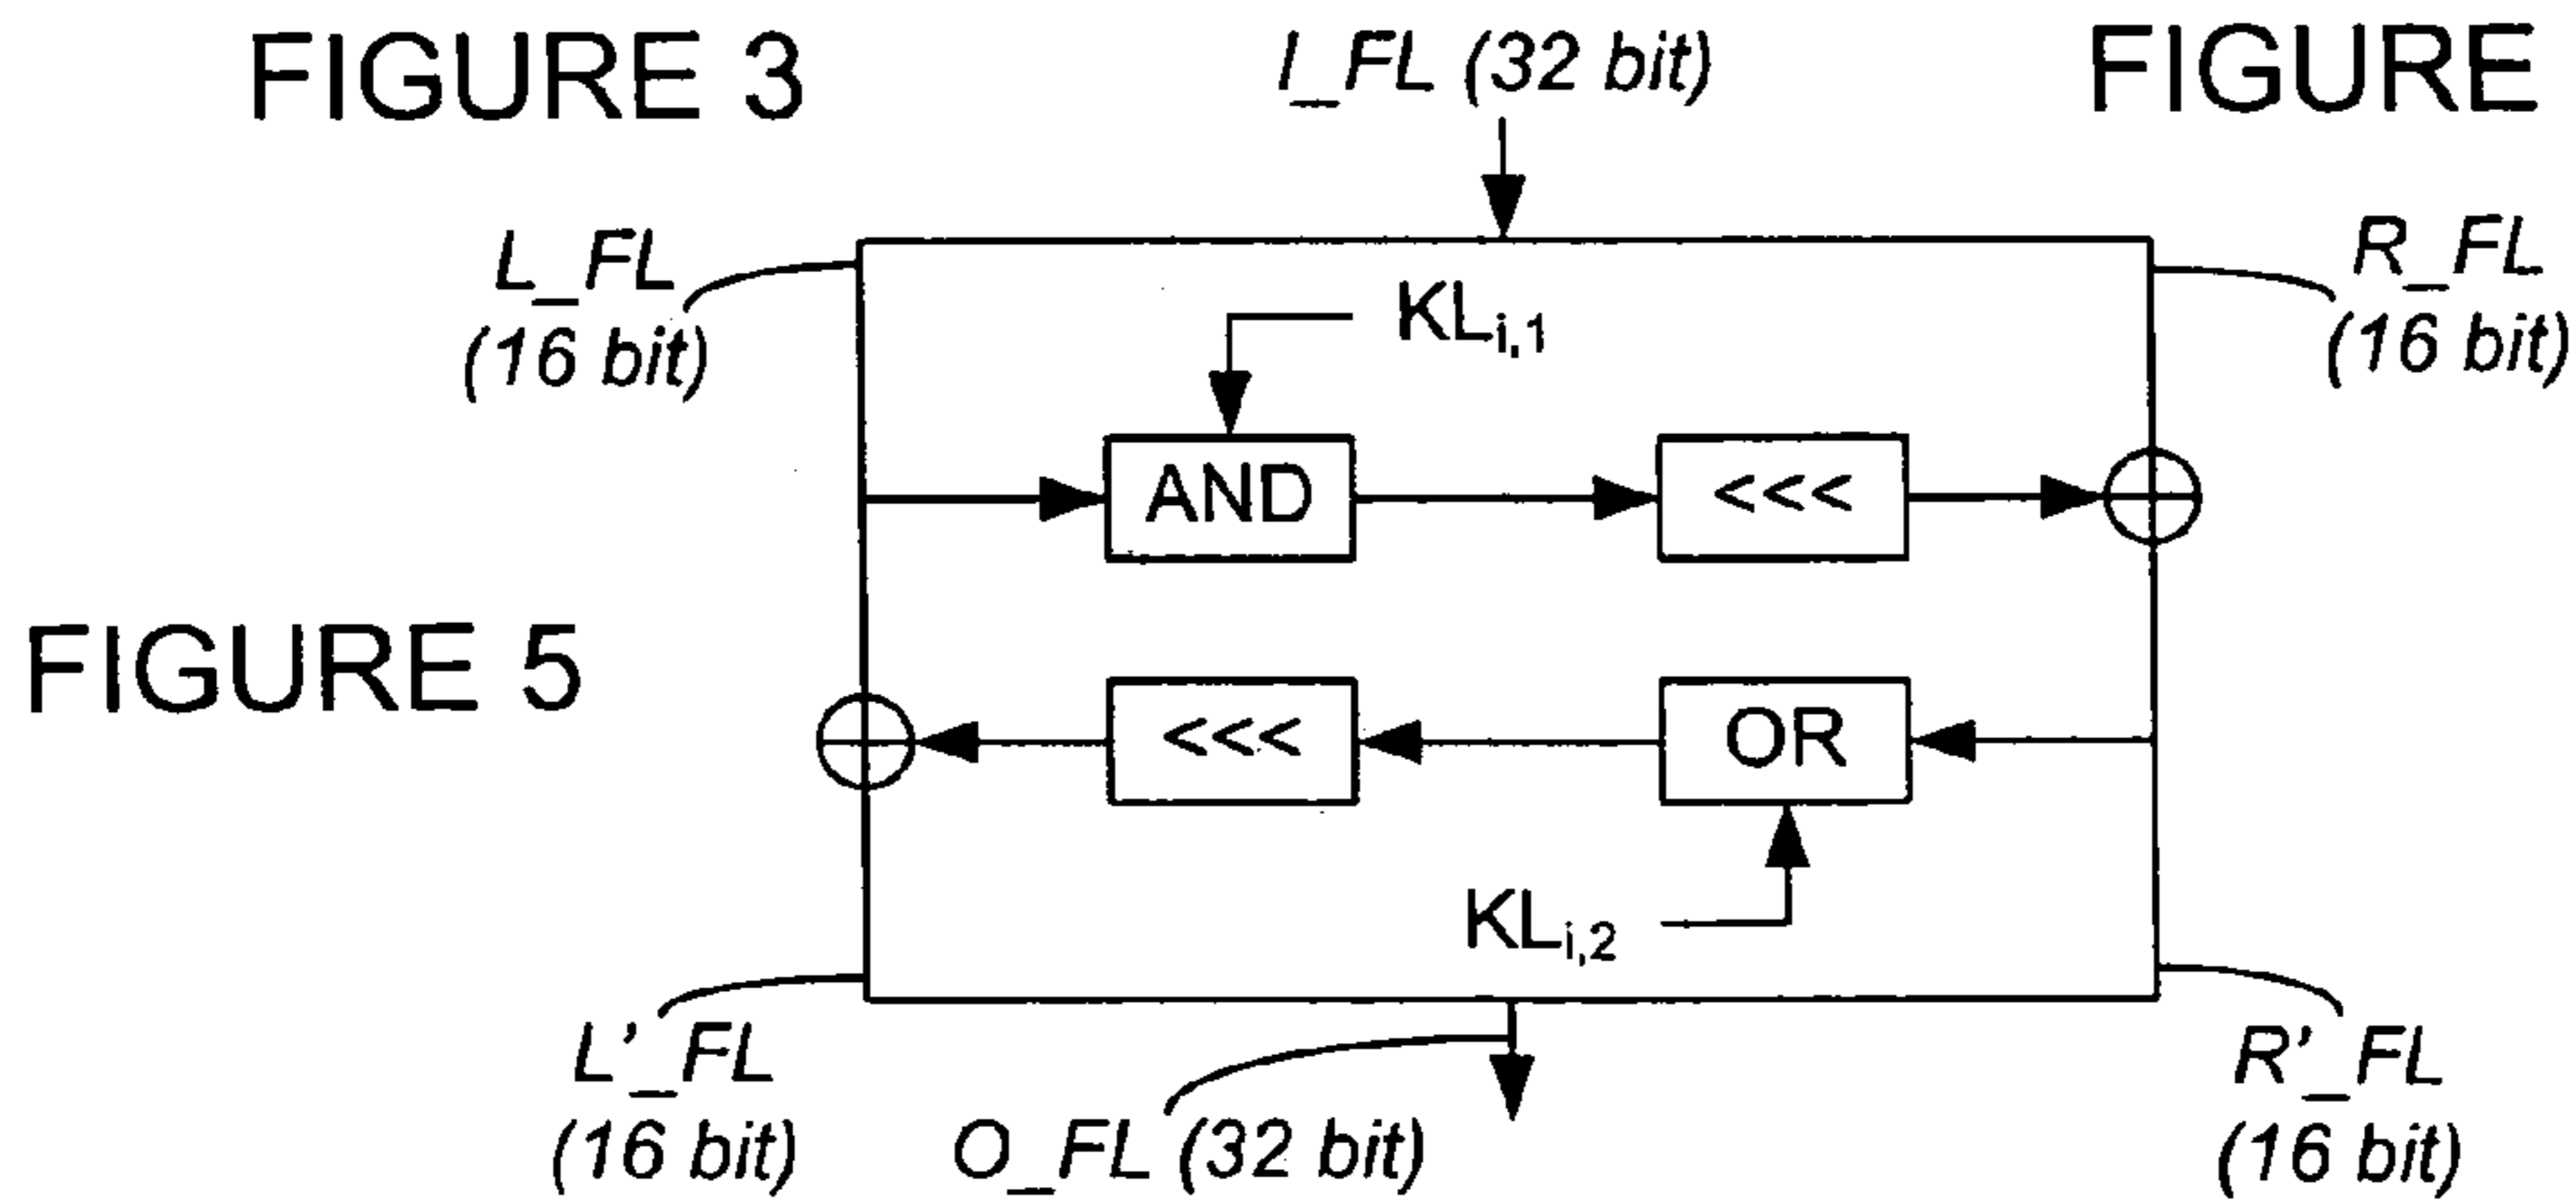 FIGURE 3
I_FL (32 bit)
FIGURE
L_FL
(16 bit)
R_FL
(16 bit)
KLi,1
AND
<<<
FIGURE 5
<<<
OR
KLi,2
L’_FL
(16 bit)
O_FL (32 bit)
R’_FL
(16 bit)